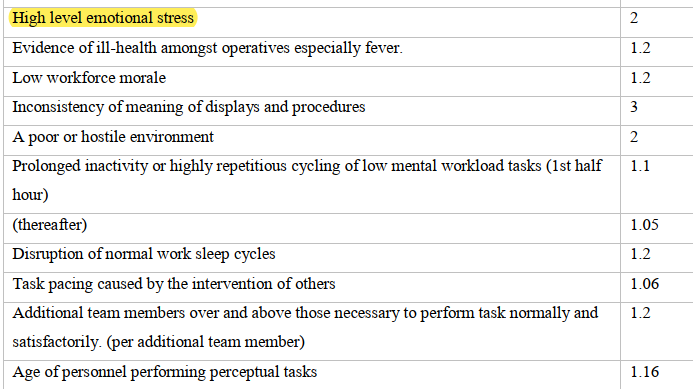 High level emotional stress 2
Evidence of ill-health amongst operatives especially fever. 1.2
Low workforce morale 1.2
Inconsistency of meaning of displays and procedures 3
A poor or hostile environment 2
Prolonged inactivity or highly repetitious cycling of low mental workload tasks (1st half 1.1
hour)
(thereafter) 1.05
Disruption of normal work sleep cycles 1.2
Task pacing caused by the intervention of others 1.06
Additional team members over and above those necessary to perform task normally and 1.2
satisfactorily. (per additional team member)
Age of personnel performing perceptual tasks 1.16